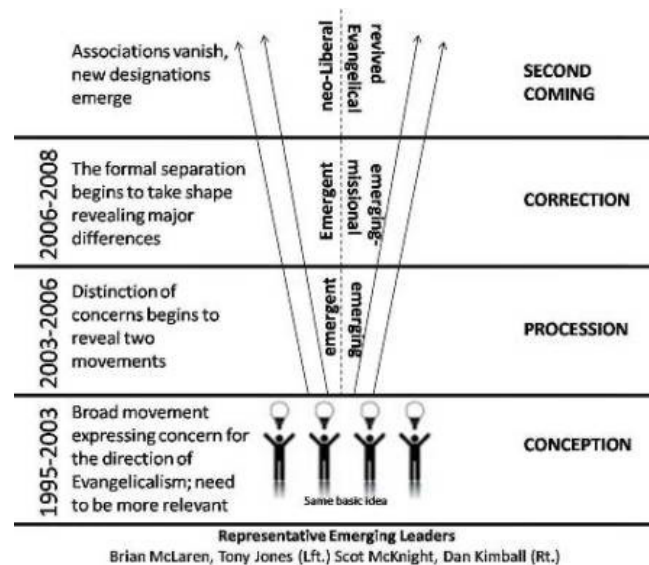 Associations vanish,
new designations
emerge
neo-Liberal
revived
Evangelical
SECOND
COMING
2006-2008
The formal separation
begins to take shape
revealing major
differences
Emergent
emerging-
missional
CORRECTION
2003-2006
Distinction of
concerns begins to
reveal two
movements
emergent
emerging
PROCESSION
1995-2003
Broad movement
expressing concern for
the direction of
Evangelicalism; need
to be more relevant
Same basic idea
CONCEPTION
Representative Emerging Leaders
Brian McLaren, Tony Jones (Lft.) Scot McKnight, Dan Kimball (Rt.)